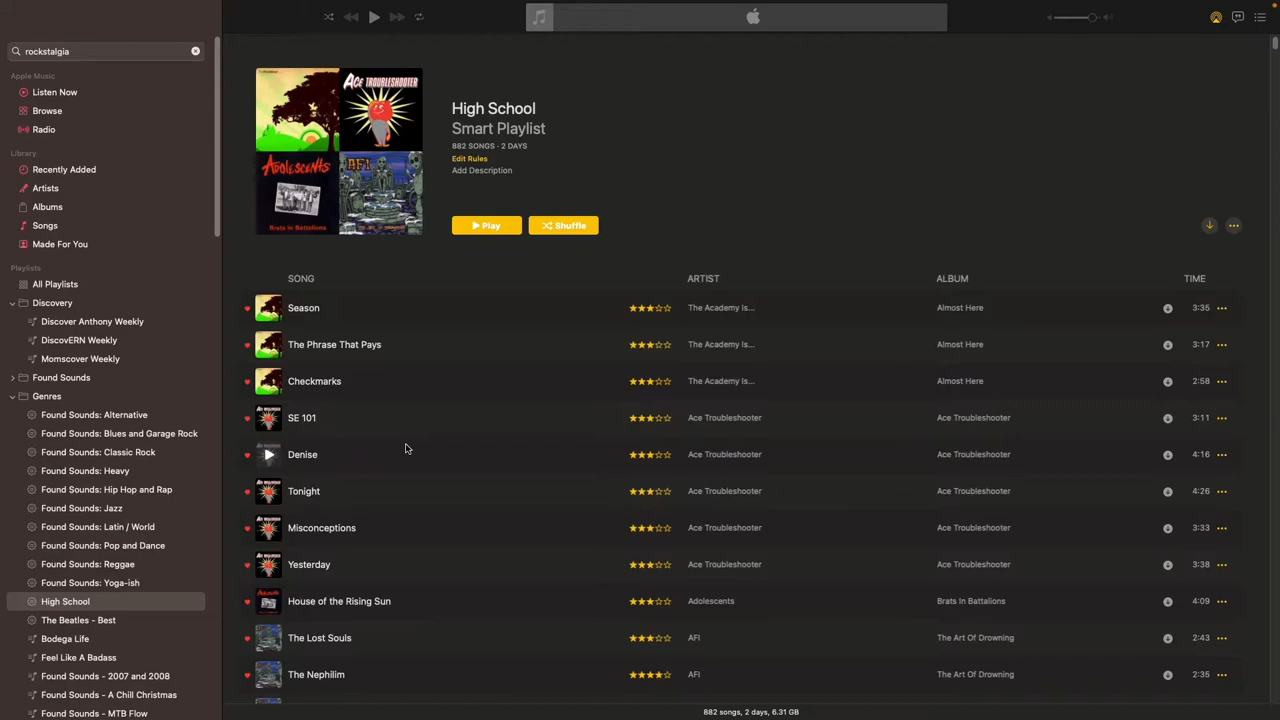 rockstalgia
Apple Music
Listen Now
Browse
Radio
Library
Recently Added
Artists
Albums
Songs
Made For You
Playlists
All Playlists
Discovery
Discover Anthony Weekly
DiscovERN Weekly
Momscover Weekly
Found Sounds
Genres
Found Sounds: Alternative
Found Sounds: Blues and Garage Rock
Found Sounds: Classic Rock
Found Sounds: Heavy
Found Sounds: Hip Hop and Rap
Found Sounds: Jazz
Found Sounds: Latin / World
Found Sounds: Pop and Dance
Found Sounds: Reggae
Found Sounds: Yoga-ish
High School
The Beatles - Best
Bodega Life
Feel Like A Badass
Found Sounds - 2007 and 2008
Found Sounds - A Chill Christmas
Found Sounds - MTB Flow
ACE TROUBLESHOOTER
ADOLESCENTS
Brats in Battalions
AFI
High School
Smart Playlist
882 SONGS · 2 DAYS
Edit Rules
Add Description
Play
Shuffle
SONG ARTIST ALBUM TIME
Season The Academy Is... Almost Here 3:35
The Phrase That Pays The Academy Is... Almost Here 3:17
Checkmarks The Academy Is... Almost Here 2:58
SE 101 Ace Troubleshooter Ace Troubleshooter 3:11
Denise Ace Troubleshooter Ace Troubleshooter 4:16
Tonight Ace Troubleshooter Ace Troubleshooter 4:26
Misconceptions Ace Troubleshooter Ace Troubleshooter 3:33
Yesterday Ace Troubleshooter Ace Troubleshooter 3:38
House of the Rising Sun Adolescents Brats In Battalions 4:09
The Lost Souls AFI The Art Of Drowning 2:43
The Nephilim AFI The Art Of Drowning 2:35
882 songs, 2 days, 6.31 GB